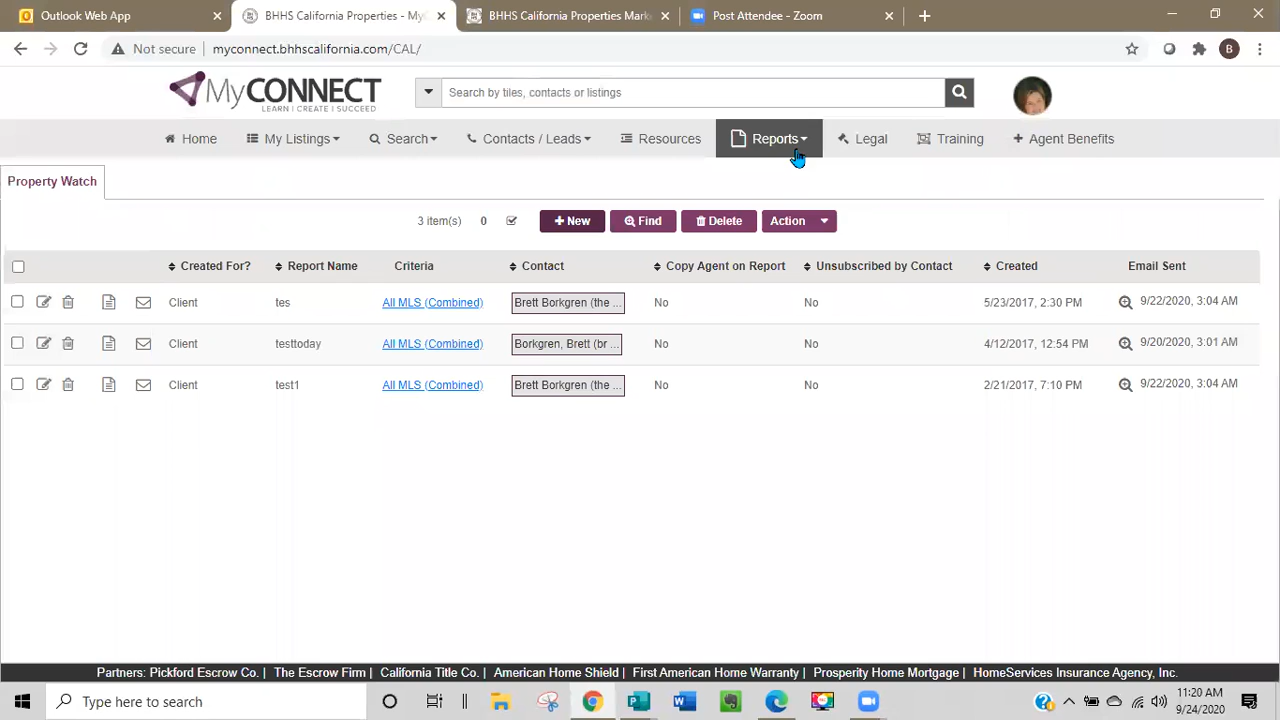 Outlook Web App
BHHS California Properties - My
BHHS California Properties Mark
Post Attendee - Zoom
Not secure
myconnect.bhhscalifornia.com/CAL/
B
MyCONNECT
LEARN | CREATE | SUCCEED
Search by tiles, contacts or listings
Home
My Listings
Search
Contacts / Leads
Resources
Reports
Legal
Training
Agent Benefits
Property Watch
3 item(s)
0
New
Find
Delete
Action
Created For?
Report Name
Criteria
Contact
Copy Agent on Report
Unsubscribed by Contact
Created
Email Sent
Client tes All MLS (Combined) Brett Borkgren (the ... No No 5/23/2017, 2:30 PM 9/22/2020, 3:04 AM
Client testtoday All MLS (Combined) Borkgren, Brett (br ... No No 4/12/2017, 12:54 PM 9/20/2020, 3:01 AM
Client test1 All MLS (Combined) Brett Borkgren (the ... No No 2/21/2017, 7:10 PM 9/22/2020, 3:04 AM
Partners: Pickford Escrow Co. | The Escrow Firm | California Title Co. | American Home Shield | First American Home Warranty | Prosperity Home Mortgage | HomeServices Insurance Agency, Inc.
Type here to search
11:20 AM
9/24/2020